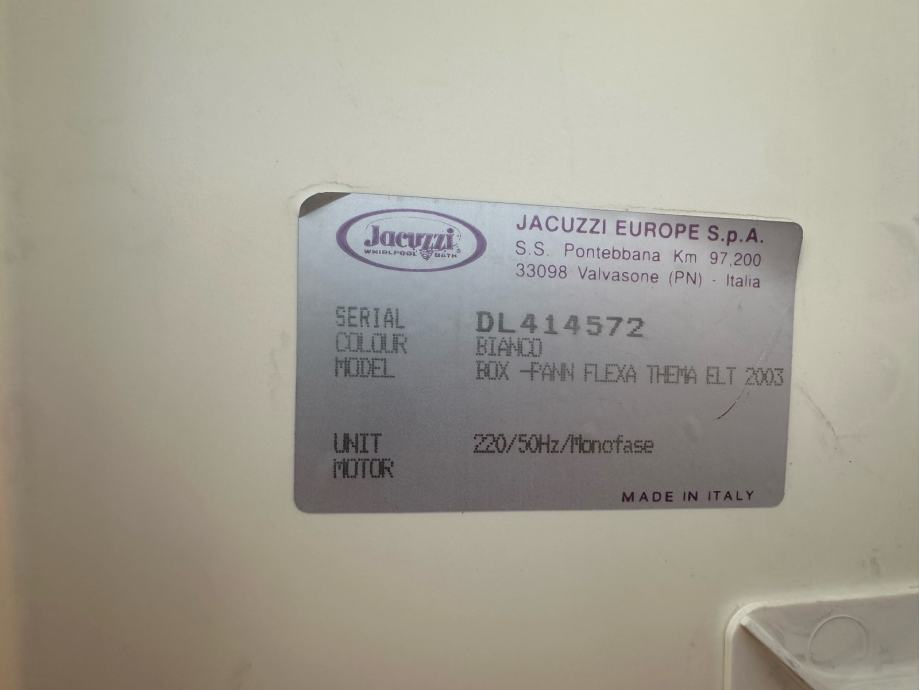 Jacuzzi
WHIRLPOOL BATH
JACUZZI EUROPE S.p.A.
S.S. Pontebbana Km 97,200
33098 Valvasone (PN) - Italia
SERIAL DL414572
COLOUR BIANCO
MODEL BOX -PANN FLEXA THEMA ELT 2003
UNIT 220/50Hz/Monofase
MOTOR
MADE IN ITALY